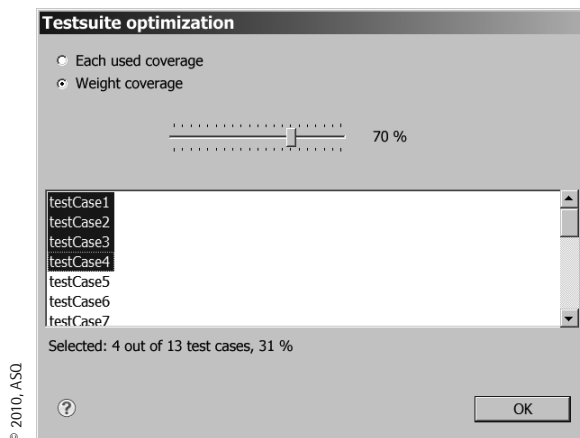 Testsuite optimization
Each used coverage
Weight coverage
70 %
testCase1
testCase2
testCase3
testCase4
testCase5
testCase6
testCase7
Selected: 4 out of 13 test cases, 31 %
?
OK
© 2010, ASQ